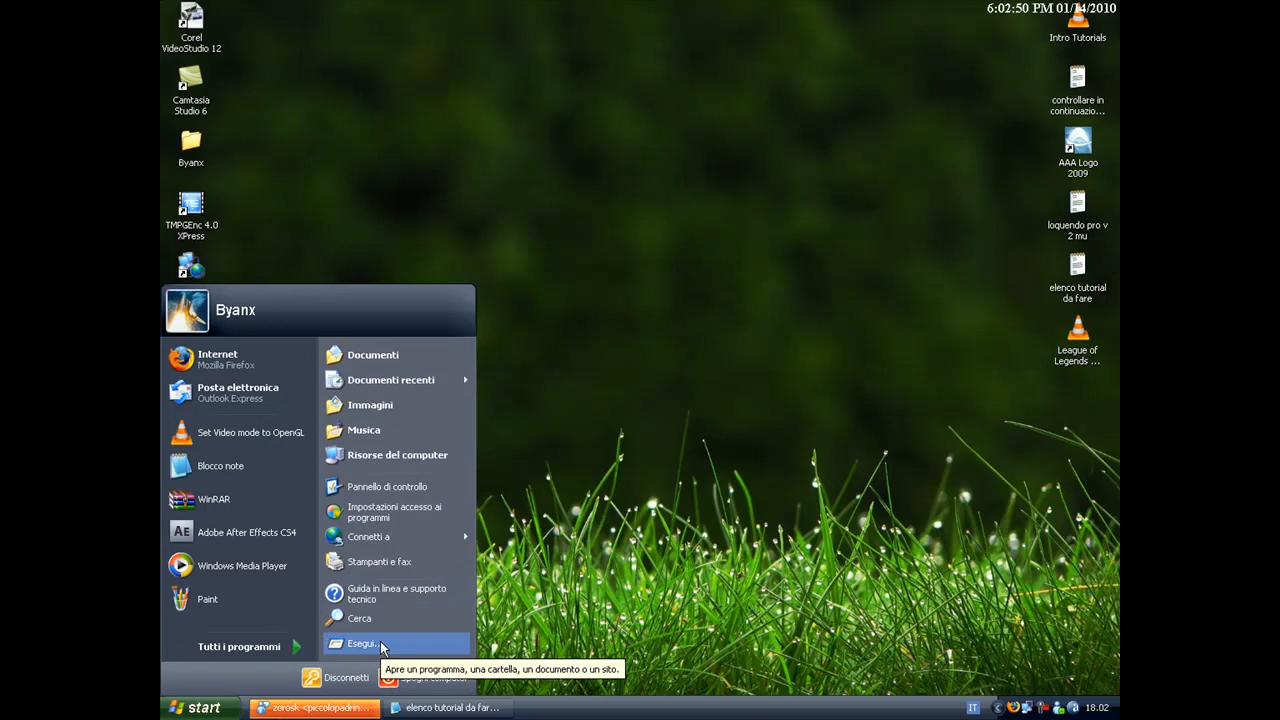 6:02:50 PM 01/14/2010
Corel
VideoStudio 12
Camtasia
Studio 6
Byanx
TMPGEnc 4.0
XPress
Intro Tutorials
controllare in
continuazio...
AAA Logo
2009
loquendo pro v
2 mu
elenco tutorial
da fare
League of
Legends ...
Byanx
Internet
Mozilla Firefox
Posta elettronica
Outlook Express
Set Video mode to OpenGL
Blocco note
WinRAR
Adobe After Effects CS4
Windows Media Player
Paint
Tutti i programmi
Documenti
Documenti recenti
Immagini
Musica
Risorse del computer
Pannello di controllo
Impostazioni accesso ai
programmi
Connetti a
Stampanti e fax
Guida in linea e supporto
tecnico
Cerca
Esegui...
Apre un programma, una cartella, un documento o un sito.
Disconnetti
start
zorosk <piccolopadrin...
elenco tutorial da far...
IT
18.02